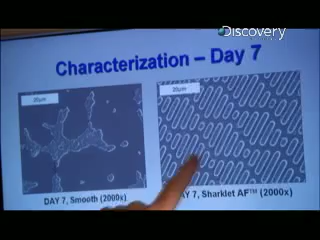 Discovery
Characterization – Day 7
20μm
20μm
DAY 7, Smooth (2000x)
DAY 7, Sharklet AF™ (2000x)